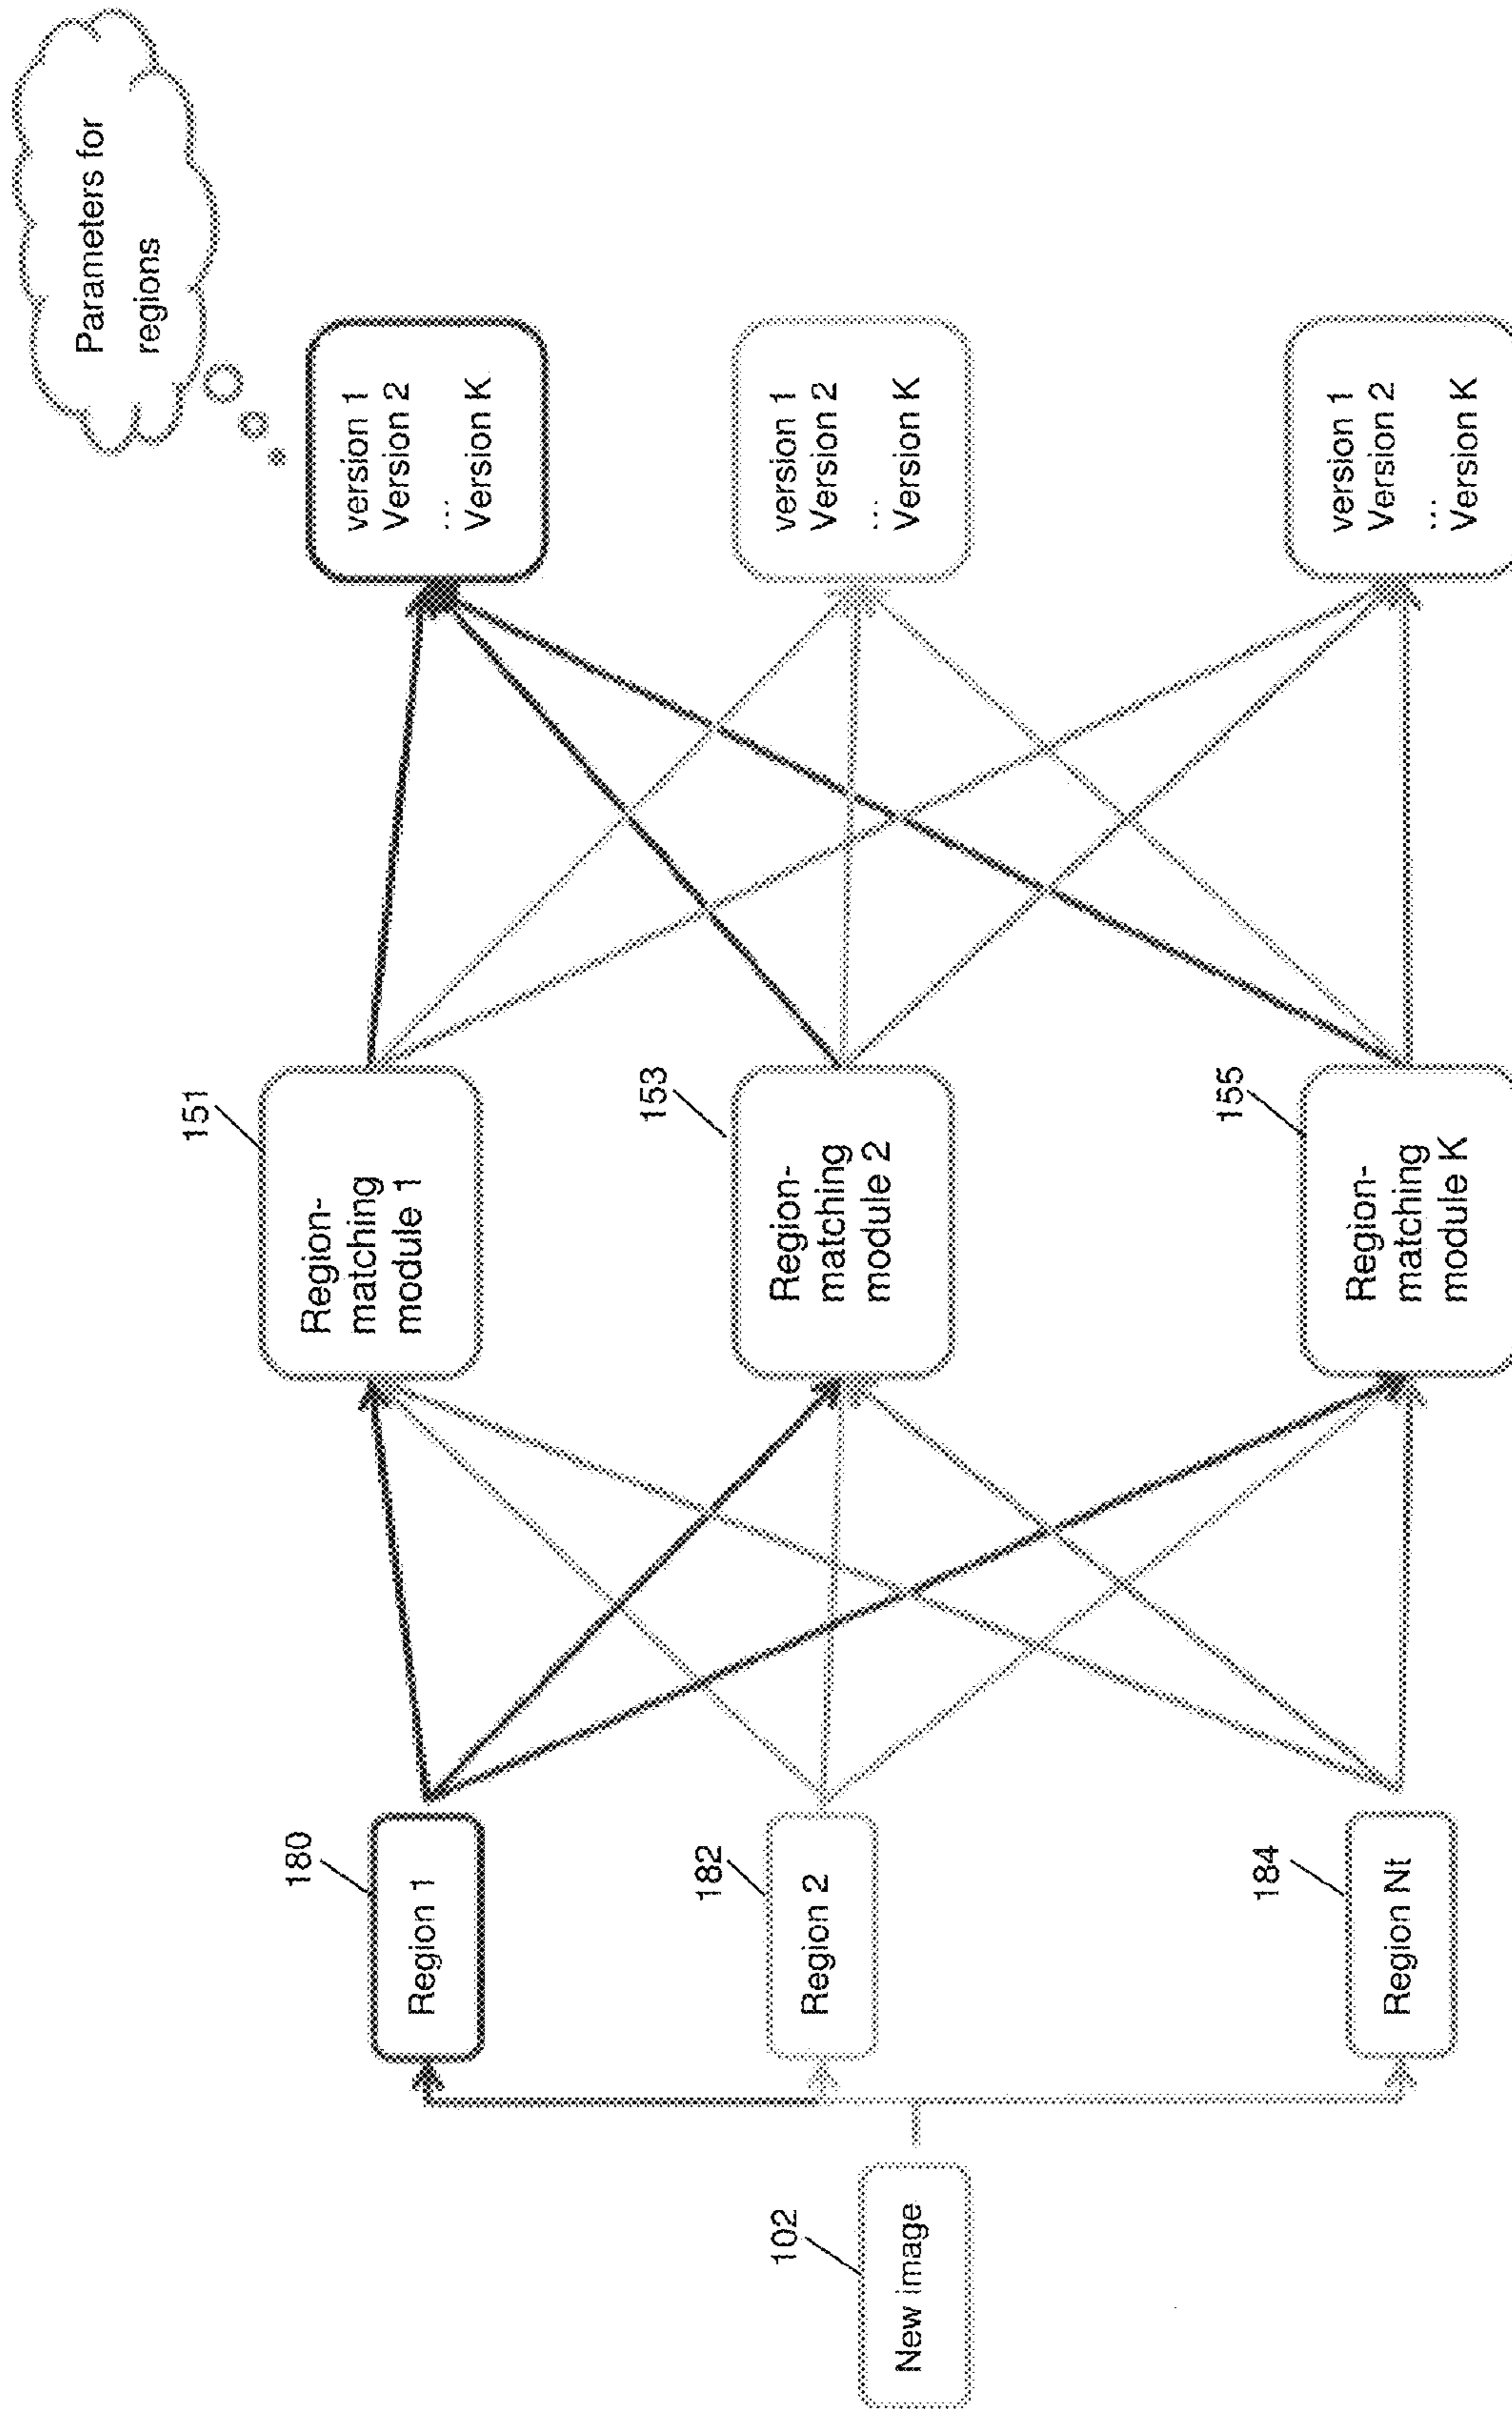 Parameters for
regions
151
Region-
matching
module 1
version 1
Version 2
... Version K
180
Region 1
153
Region-
matching
module 2
version 1
Version 2
... Version K
182
Region 2
102
New image
155
Region-
matching
module K
version 1
Version 2
... Version K
184
Region Nt